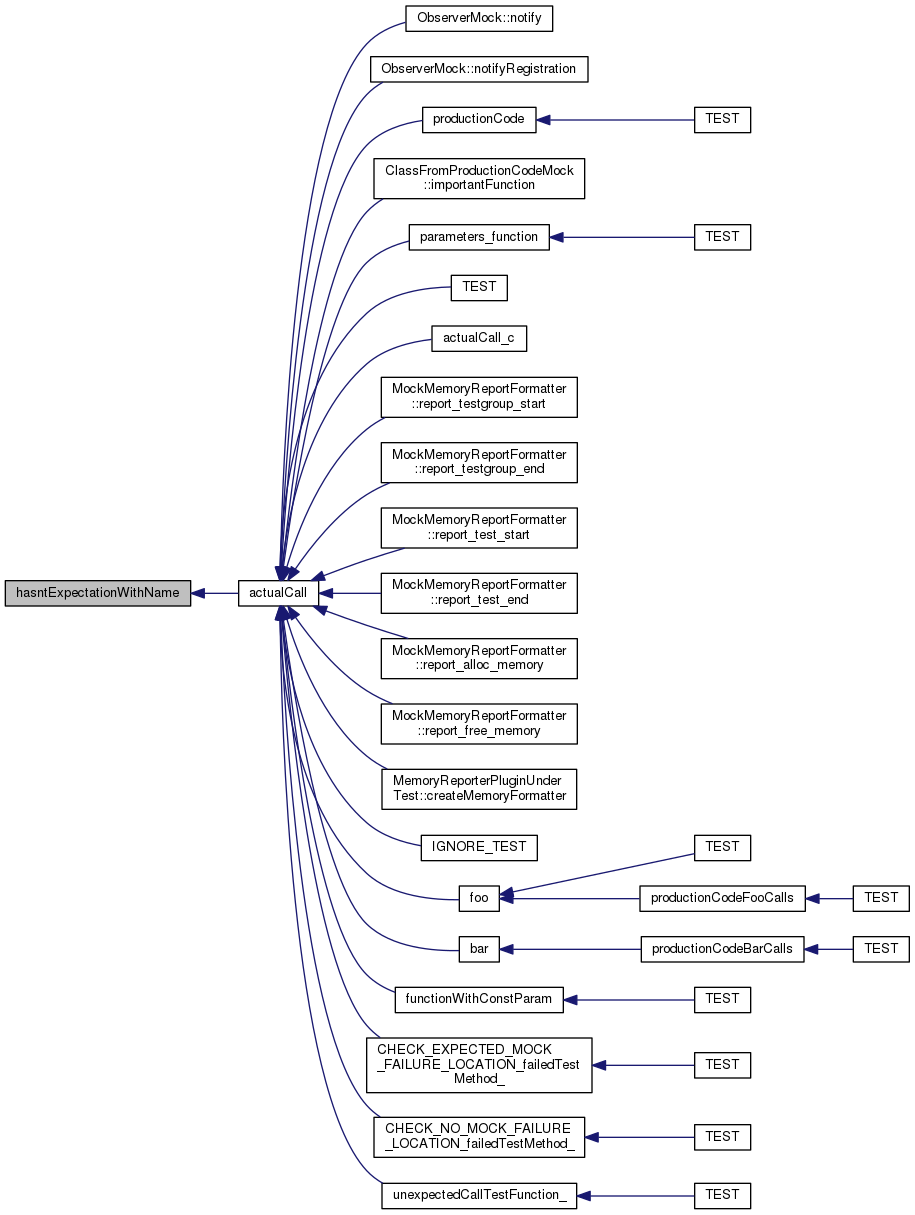 ObserverMock::notify
ObserverMock::notifyRegistration
productionCode
TEST
ClassFromProductionCodeMock
::importantFunction
parameters_function
TEST
TEST
actualCall_c
MockMemoryReportFormatter
::report_testgroup_start
MockMemoryReportFormatter
::report_testgroup_end
MockMemoryReportFormatter
::report_test_start
hasntExpectationWithName
actualCall
MockMemoryReportFormatter
::report_test_end
MockMemoryReportFormatter
::report_alloc_memory
MockMemoryReportFormatter
::report_free_memory
MemoryReporterPluginUnder
Test::createMemoryFormatter
IGNORE_TEST
TEST
foo
productionCodeFooCalls
TEST
bar
productionCodeBarCalls
TEST
functionWithConstParam
TEST
CHECK_EXPECTED_MOCK
_FAILURE_LOCATION_failedTest
Method_
TEST
CHECK_NO_MOCK_FAILURE
_LOCATION_failedTestMethod_
TEST
unexpectedCallTestFunction_
TEST